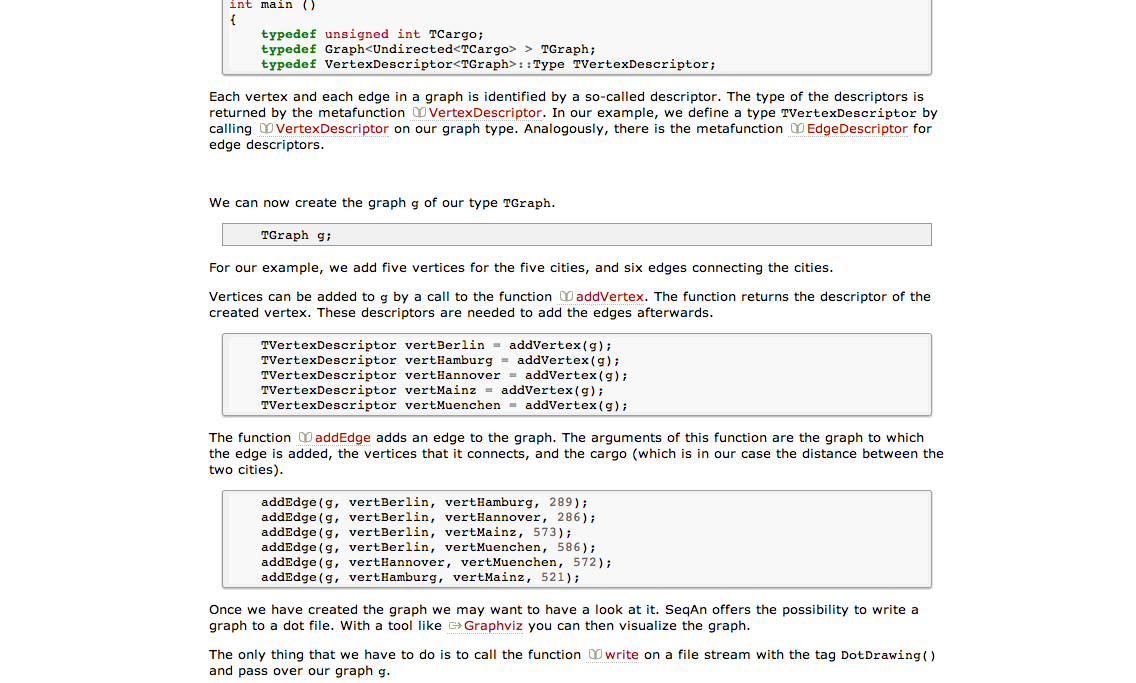 int main ()
{
    typedef unsigned int TCargo;
    typedef Graph<Undirected<TCargo> > TGraph;
    typedef VertexDescriptor<TGraph>::Type TVertexDescriptor;
Each vertex and each edge in a graph is identified by a so-called descriptor. The type of the descriptors is
returned by the metafunction VertexDescriptor. In our example, we define a type TVertexDescriptor by
calling VertexDescriptor on our graph type. Analogously, there is the metafunction EdgeDescriptor for
edge descriptors.
We can now create the graph g of our type TGraph.
    TGraph g;
For our example, we add five vertices for the five cities, and six edges connecting the cities.
Vertices can be added to g by a call to the function addVertex. The function returns the descriptor of the
created vertex. These descriptors are needed to add the edges afterwards.
    TVertexDescriptor vertBerlin = addVertex(g);
    TVertexDescriptor vertHamburg = addVertex(g);
    TVertexDescriptor vertHannover = addVertex(g);
    TVertexDescriptor vertMainz = addVertex(g);
    TVertexDescriptor vertMuenchen = addVertex(g);
The function addEdge adds an edge to the graph. The arguments of this function are the graph to which
the edge is added, the vertices that it connects, and the cargo (which is in our case the distance between the
two cities).
    addEdge(g, vertBerlin, vertHamburg, 289);
    addEdge(g, vertBerlin, vertHannover, 286);
    addEdge(g, vertBerlin, vertMainz, 573);
    addEdge(g, vertBerlin, vertMuenchen, 586);
    addEdge(g, vertHannover, vertMuenchen, 572);
    addEdge(g, vertHamburg, vertMainz, 521);
Once we have created the graph we may want to have a look at it. SeqAn offers the possibility to write a
graph to a dot file. With a tool like Graphviz you can then visualize the graph.
The only thing that we have to do is to call the function write on a file stream with the tag DotDrawing()
and pass over our graph g.